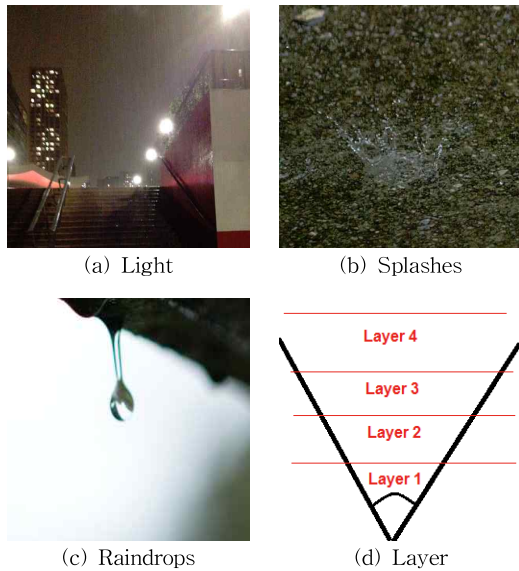 (a) Light
(b) Splashes
(c) Raindrops
Layer 4
Layer 3
Layer 2
Layer 1
(d) Layer